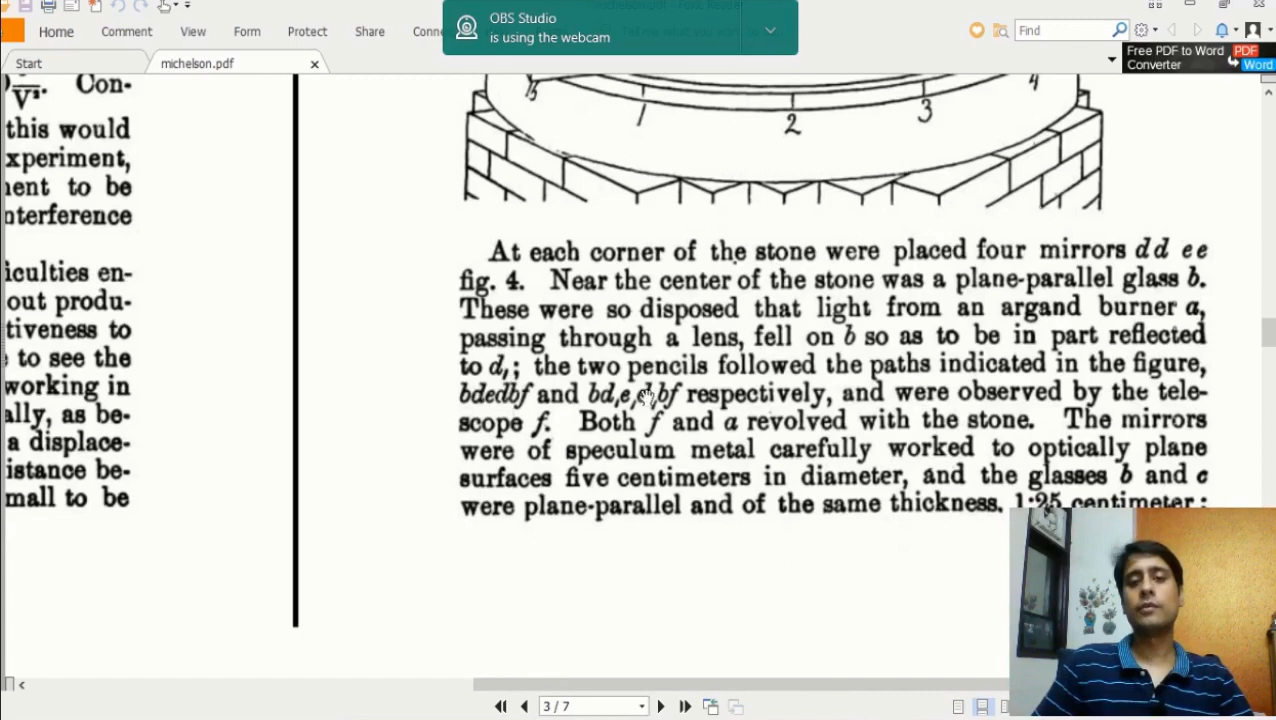 OBS Studio
is using the webcam
Home Comment View Form Protect Share
Find
Free PDF to Word PDF
Converter Word
Start michelson.pdf
V². Con-
this would
xperiment,
nent to be
nterference
iculties en-
out produ-
tiveness to
to see the
working in
ally, as be-
a displace-
istance be-
mall to be
15 1 2 3 4
At each corner of the stone were placed four mirrors d d e e
fig. 4. Near the center of the stone was a plane-parallel glass b.
These were so disposed that light from an argand burner a,
passing through a lens, fell on b so as to be in part reflected
to d,; the two pencils followed the paths indicated in the figure,
bdedbf and bd,e,d,bf respectively, and were observed by the tele-
scope f. Both f and a revolved with the stone. The mirrors
were of speculum metal carefully worked to optically plane
surfaces five centimeters in diameter, and the glasses b and c
were plane-parallel and of the same thickness, 1·25 centimeter;
3 / 7